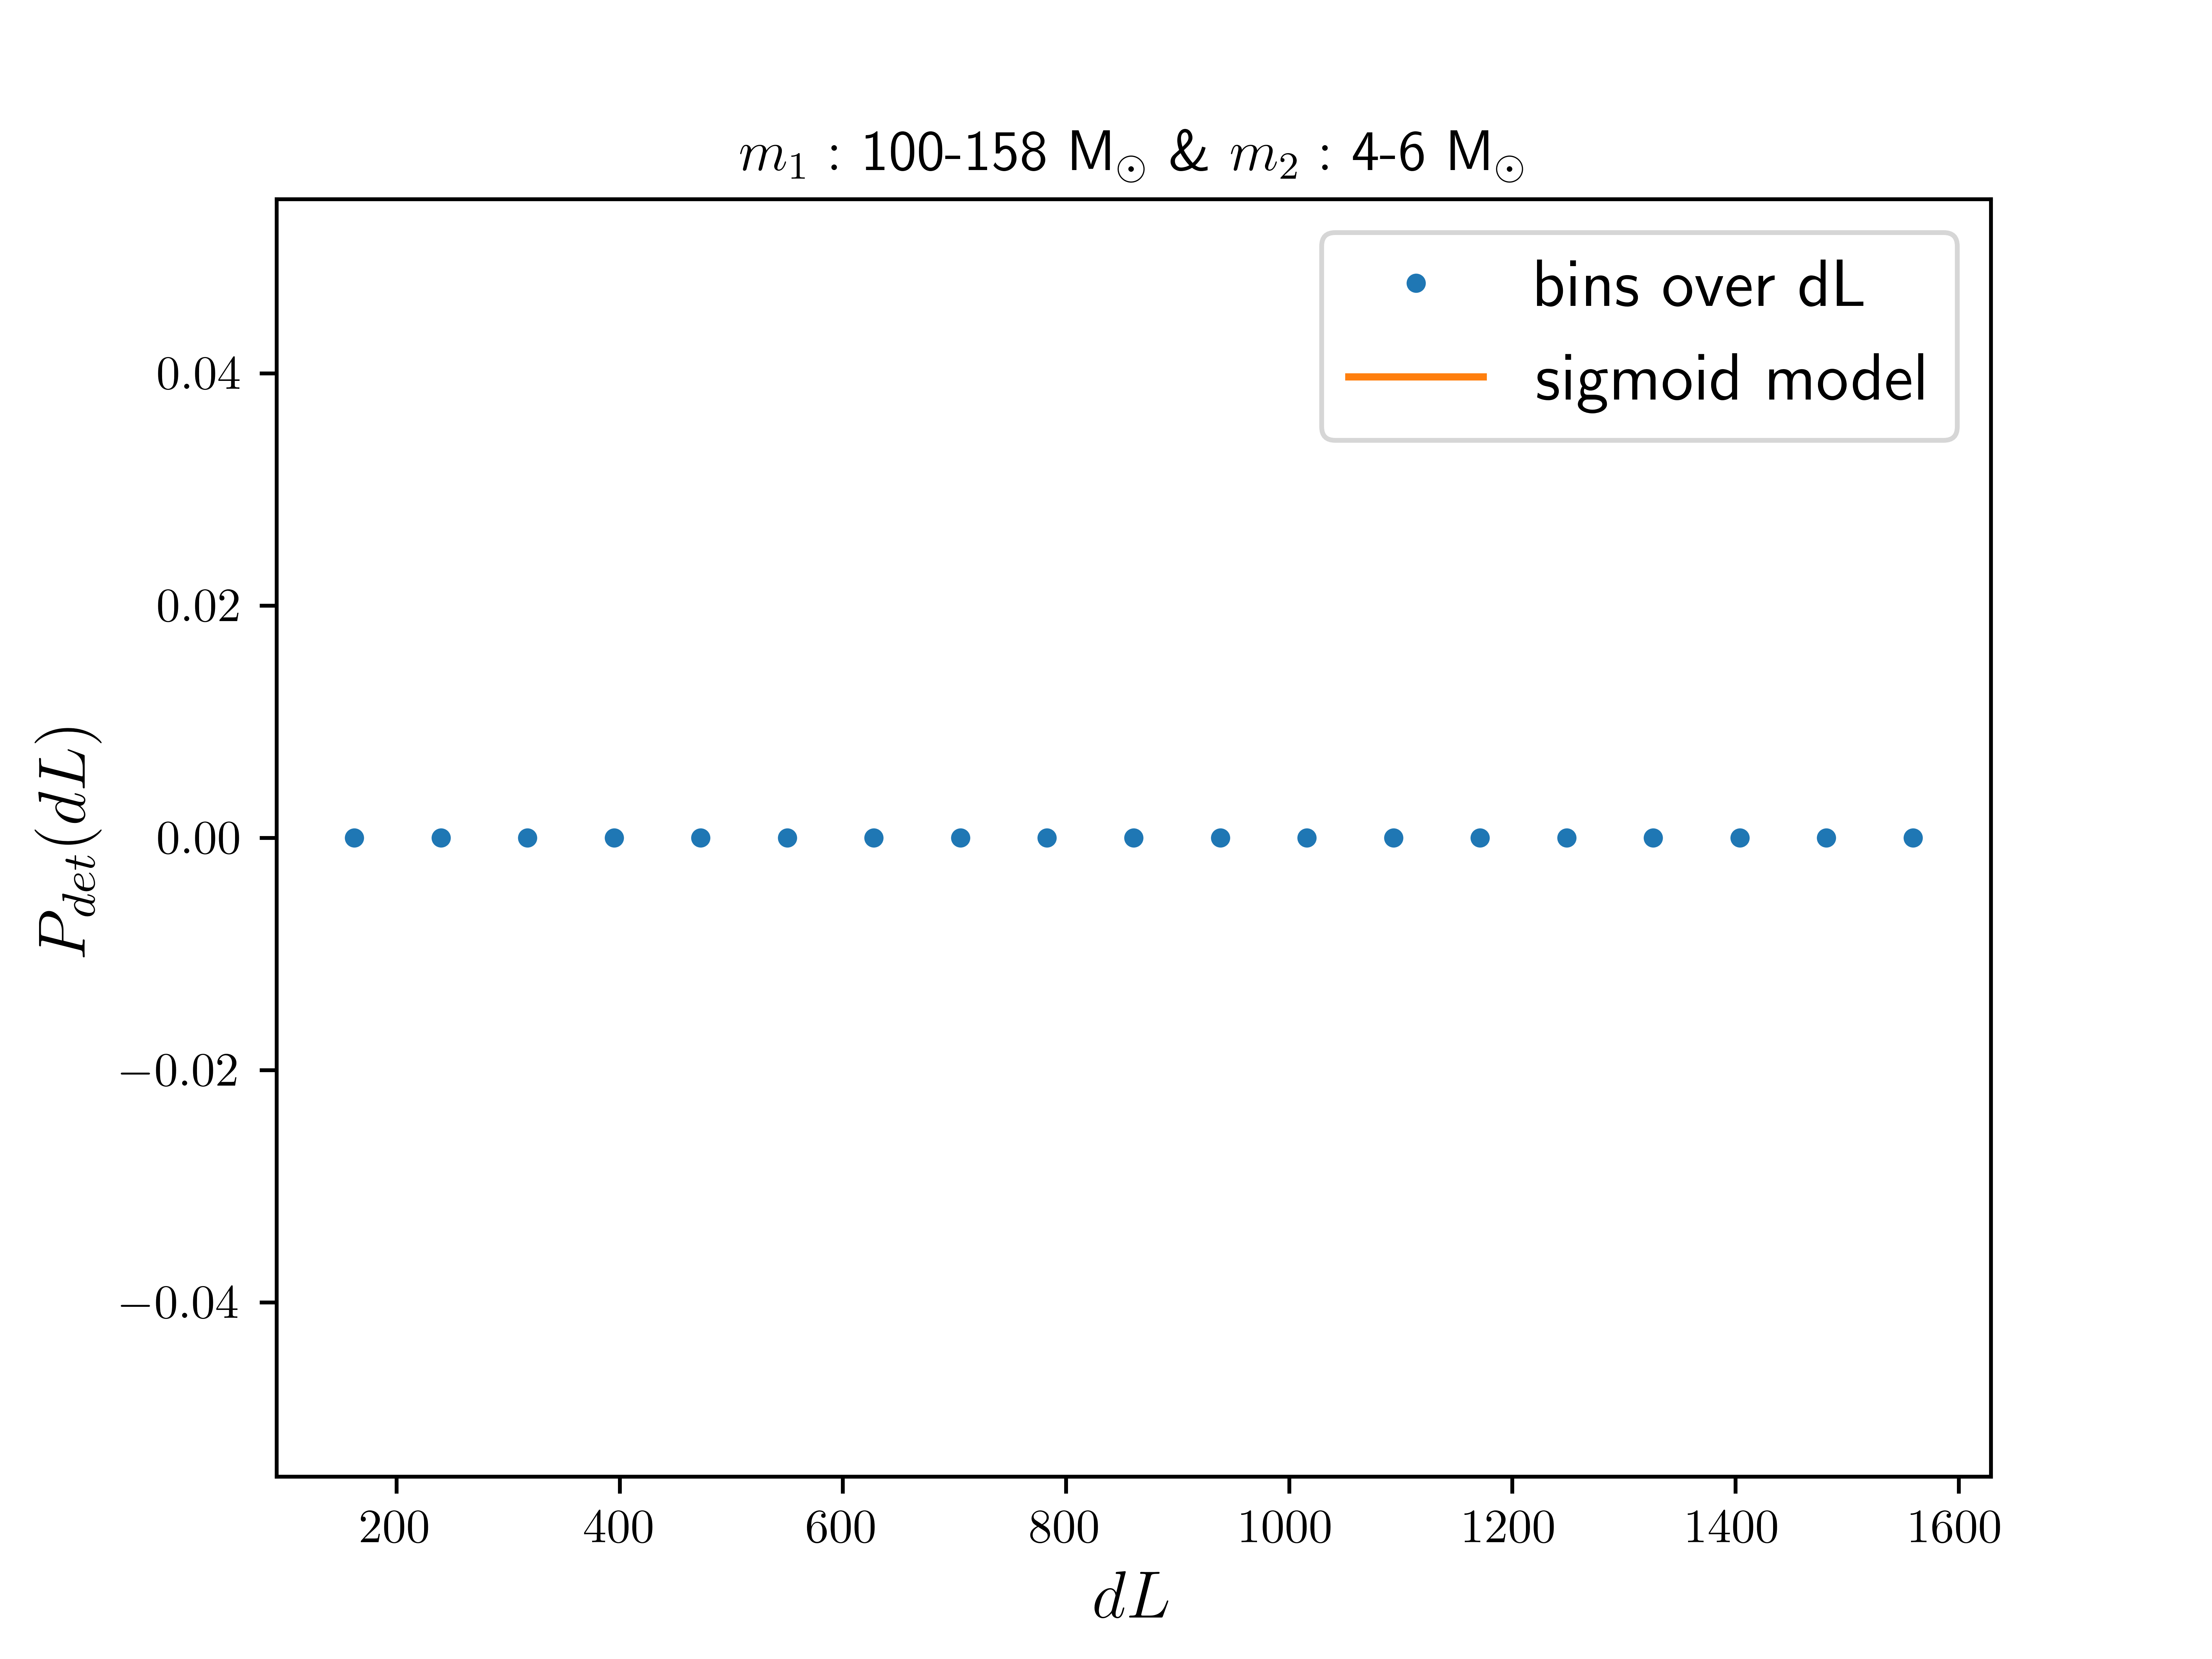 m₁ : 100-158 M⊙ & m₂ : 4-6 M⊙
bins over dL
sigmoid model
0.04
0.02
0.00
−0.02
−0.04
P_det(dL)
200 400 600 800 1000 1200 1400 1600
dL